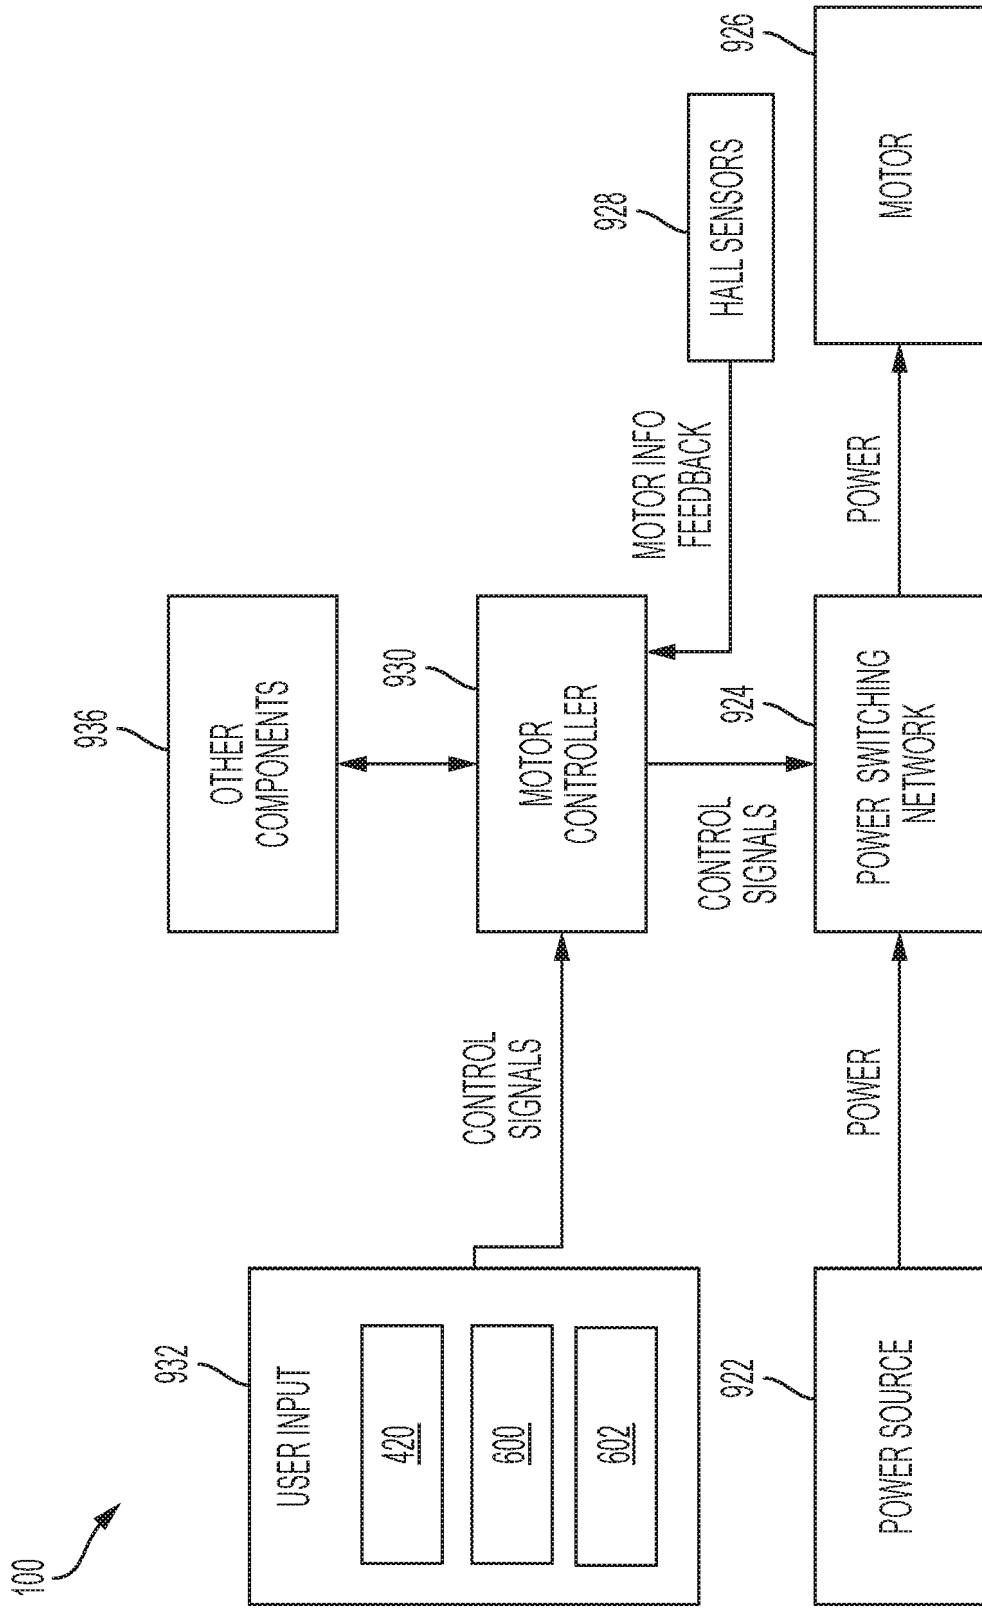 100
932
USER INPUT
420
600
602
CONTROL
SIGNALS
936
OTHER
COMPONENTS
930
MOTOR
CONTROLLER
MOTOR INFO
FEEDBACK
928
HALL SENSORS
922
POWER SOURCE
POWER
CONTROL
SIGNALS
924
POWER SWITCHING
NETWORK
POWER
926
MOTOR